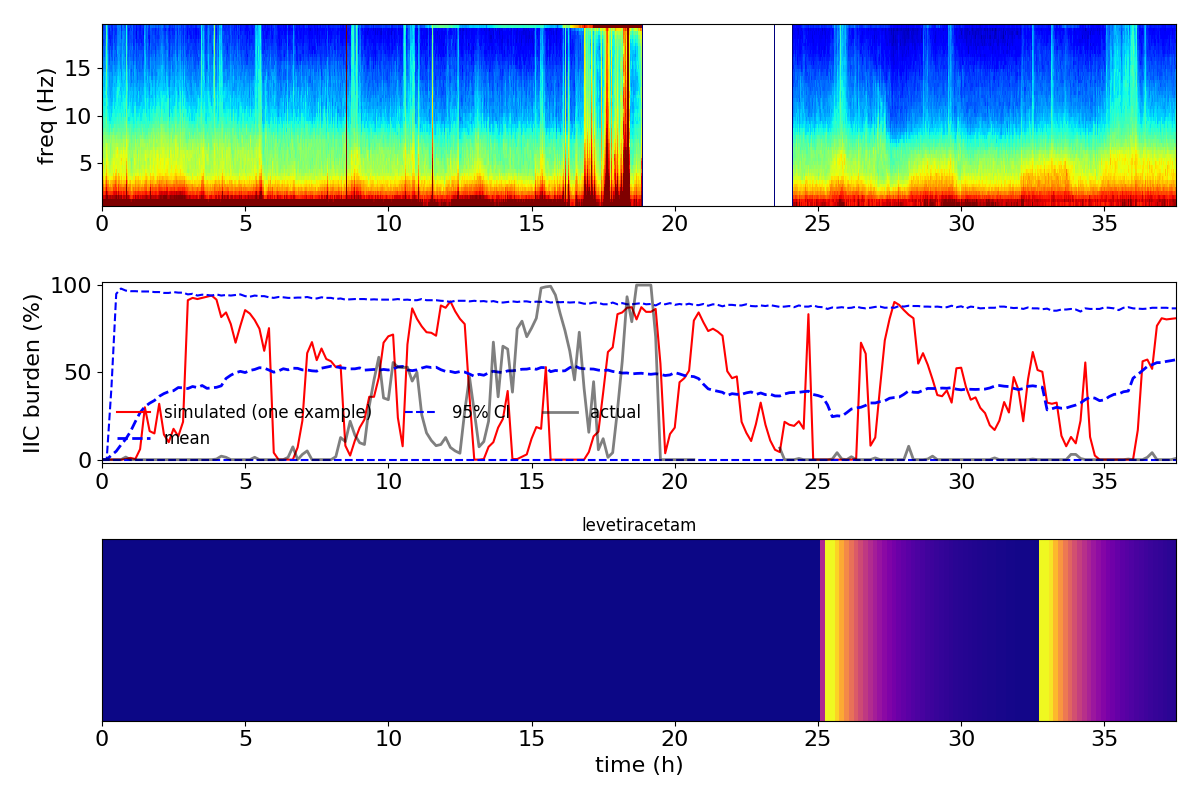 freq (Hz)
15
10
5
0 5 10 15 20 25 30 35
IIC burden (%)
100
50
0
simulated (one example) 95% CI actual
mean
0 5 10 15 20 25 30 35
levetiracetam
0 5 10 15 20 25 30 35
time (h)